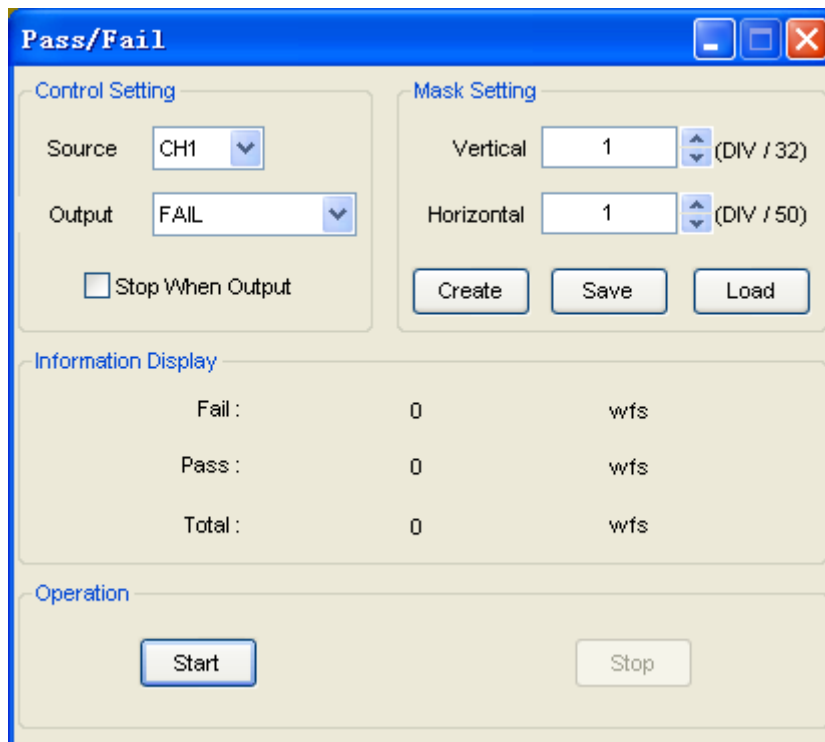 Pass/Fail
Control Setting
Source CH1
Output FAIL
Stop When Output
Mask Setting
Vertical 1 (DIV / 32)
Horizontal 1 (DIV / 50)
Create Save Load
Information Display
Fail : 0 wfs
Pass : 0 wfs
Total : 0 wfs
Operation
Start Stop